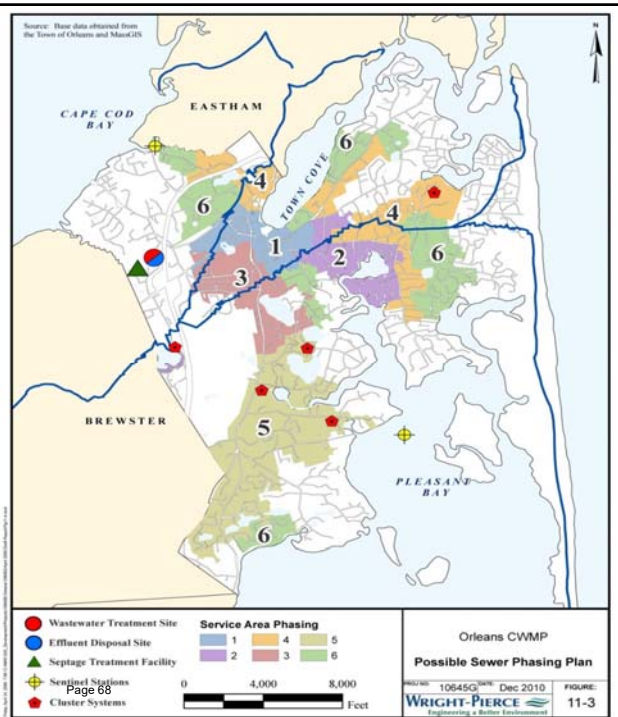 Source: Base data obtained from
the Town of Orleans and MassGIS
N
CAPE COD
BAY
EASTHAM
TOWN COVE
6
4
6
4
1
2
6
3
BREWSTER
5
PLEASANT
BAY
6
Wastewater Treatment Site
Effluent Disposal Site
Septage Treatment Facility
Sentinel Stations
Cluster Systems
Page 68
Service Area Phasing
1 4 5
2 3 6
0 4,000 8,000
Feet
Orleans CWMP
Possible Sewer Phasing Plan
PROJ NO: 10645G DATE: Dec 2010 FIGURE:
11-3
WRIGHT-PIERCE
Engineering a Better Environment